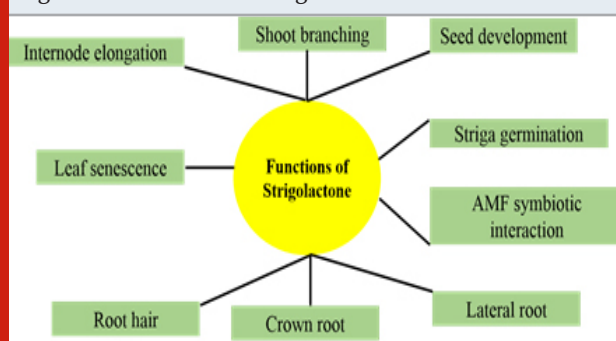 Shoot branching
Seed development
Internode elongation
Striga germination
Leaf senescence
Functions of
Strigolactone
AMF symbiotic
interaction
Root hair
Crown root
Lateral root